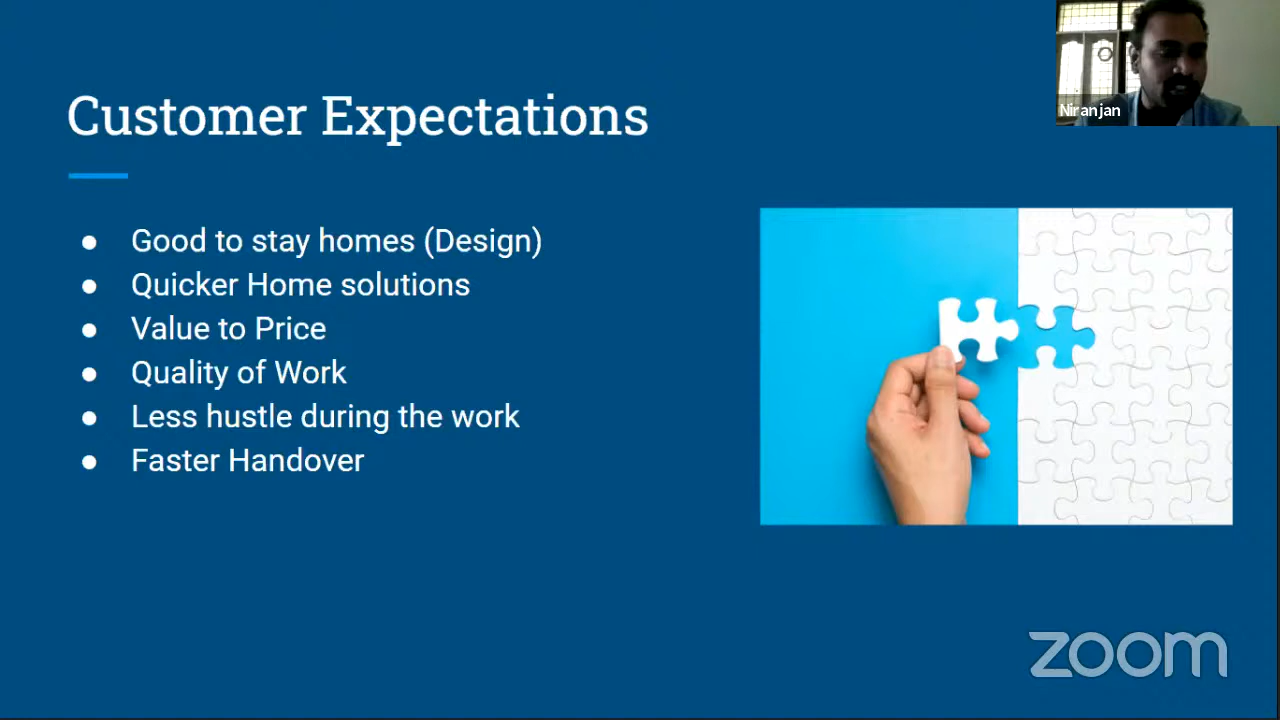 Niranjan
Customer Expectations
● Good to stay homes (Design)
● Quicker Home solutions
● Value to Price
● Quality of Work
● Less hustle during the work
● Faster Handover
zoom